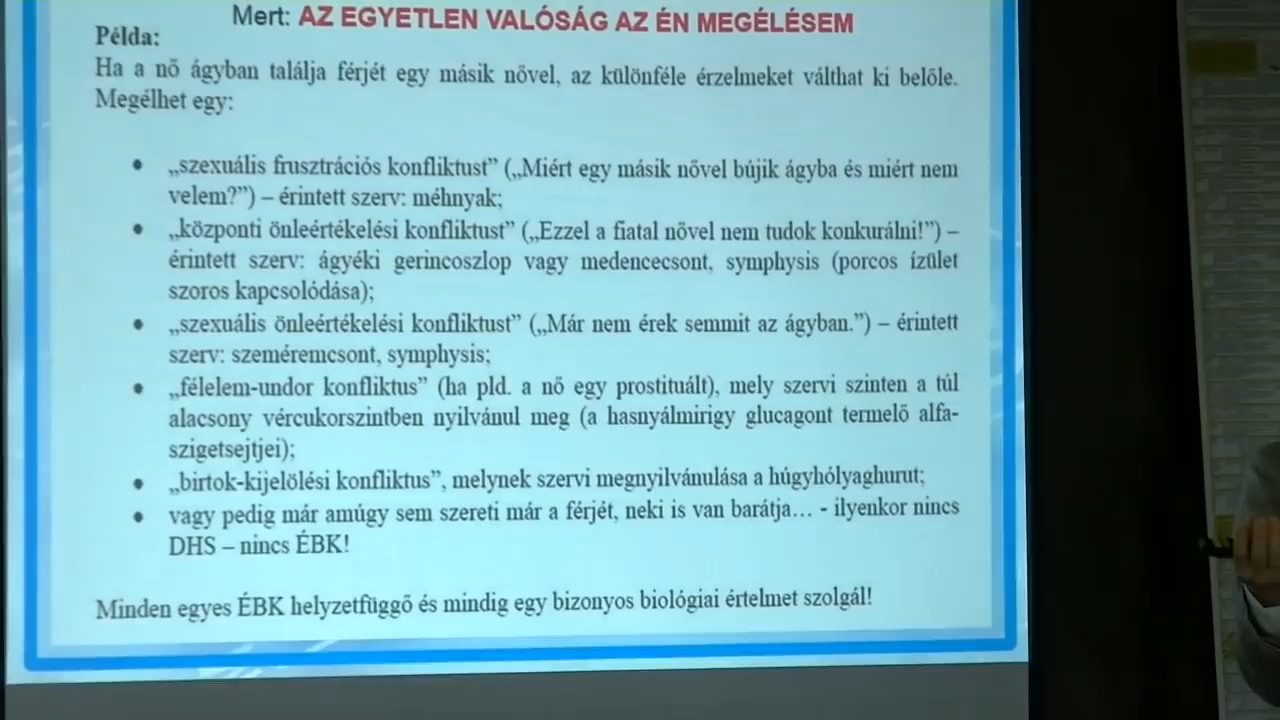 Mert: AZ EGYETLEN VALÓSÁG AZ ÉN MEGÉLÉSEM
Példa:
Ha a nő ágyban találja férjét egy másik nővel, az különféle érzelmeket válthat ki belőle.
Megélhet egy:
• „szexuális frusztrációs konfliktust” („Miért egy másik nővel bújik ágyba és miért nem
velem?”) – érintett szerv: méhnyak;
• „központi önleértékelési konfliktust” („Ezzel a fiatal nővel nem tudok konkurálni!”) –
érintett szerv: ágyéki gerincoszlop vagy medencecsont, symphysis (porcos ízület
szoros kapcsolódása);
• „szexuális önleértékelési konfliktust” („Már nem érek semmit az ágyban.”) – érintett
szerv: szeméremcsont, symphysis;
• „félelem-undor konfliktus” (ha pld. a nő egy prostituált), mely szervi szinten a túl
alacsony vércukorszintben nyilvánul meg (a hasnyálmirigy glucagont termelő alfa-
szigetsejtjei);
• „birtok-kijelölési konfliktus”, melynek szervi megnyilvánulása a húgyhólyaghurut;
• vagy pedig már amúgy sem szereti már a férjét, neki is van barátja… - ilyenkor nincs
DHS – nincs ÉBK!
Minden egyes ÉBK helyzetfüggő és mindig egy bizonyos biológiai értelmet szolgál!